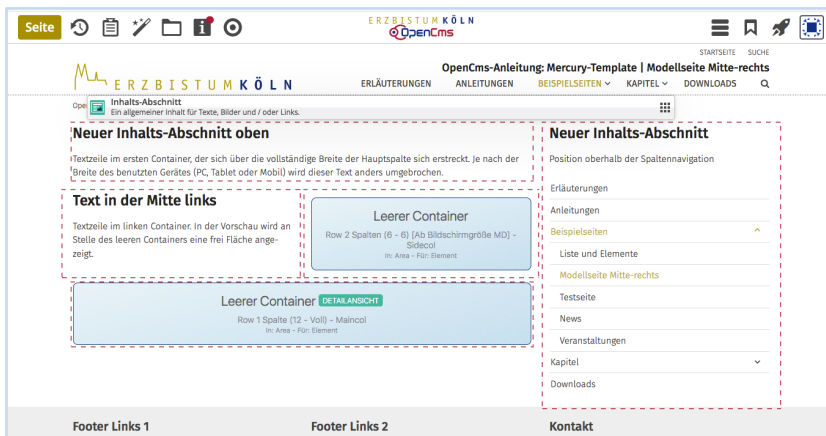 Seite
ERZBISTUM KÖLN
OpenCms
STARTSEITE SUCHE
OpenCms-Anleitung: Mercury-Template | Modellseite Mitte-rechts
ERZBISTUM KÖLN
ERLÄUTERUNGEN ANLEITUNGEN BEISPIELSEITEN KAPITEL DOWNLOADS
Inhalts-Abschnitt
Ein allgemeiner Inhalt für Texte, Bilder und / oder Links.
Neuer Inhalts-Abschnitt oben
Textzeile im ersten Container, der sich über die vollständige Breite der Hauptspalte sich erstreckt. Je nach der
Breite des benutzten Gerätes (PC, Tablet oder Mobil) wird dieser Text anders umgebrochen.
Text in der Mitte links
Textzeile im linken Container. In der Vorschau wird an
Stelle des leeren Containers eine frei Fläche ange-
zeigt.
Leerer Container
Row 2 Spalten (6 - 6) [Ab Bildschirmgröße MD] -
Sidecol
In: Area - Für: Element
Leerer Container DETAILANSICHT
Row 1 Spalte (12 - Voll) - Maincol
In: Area - Für: Element
Neuer Inhalts-Abschnitt
Position oberhalb der Spaltennavigation
Erläuterungen
Anleitungen
Beispielseiten
Liste und Elemente
Modellseite Mitte-rechts
Testseite
News
Veranstaltungen
Kapitel
Downloads
Footer Links 1
Footer Links 2
Kontakt